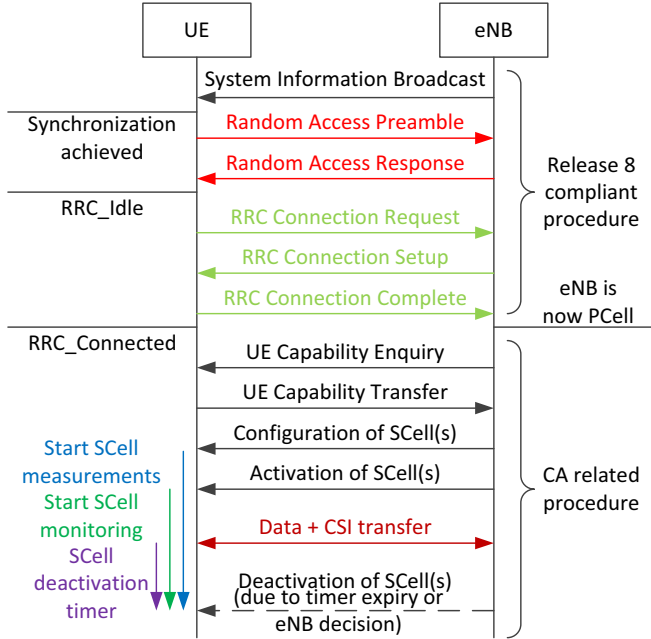 UE
eNB
System Information Broadcast
Synchronization
achieved
Random Access Preamble
Random Access Response
Release 8
compliant
procedure
RRC_Idle
RRC Connection Request
RRC Connection Setup
RRC Connection Complete
eNB is
now PCell
RRC_Connected
UE Capability Enquiry
UE Capability Transfer
Configuration of SCell(s)
Activation of SCell(s)
CA related
procedure
Start SCell
measurements
Start SCell
monitoring
SCell
deactivation
timer
Data + CSI transfer
Deactivation of SCell(s)
(due to timer expiry or
eNB decision)